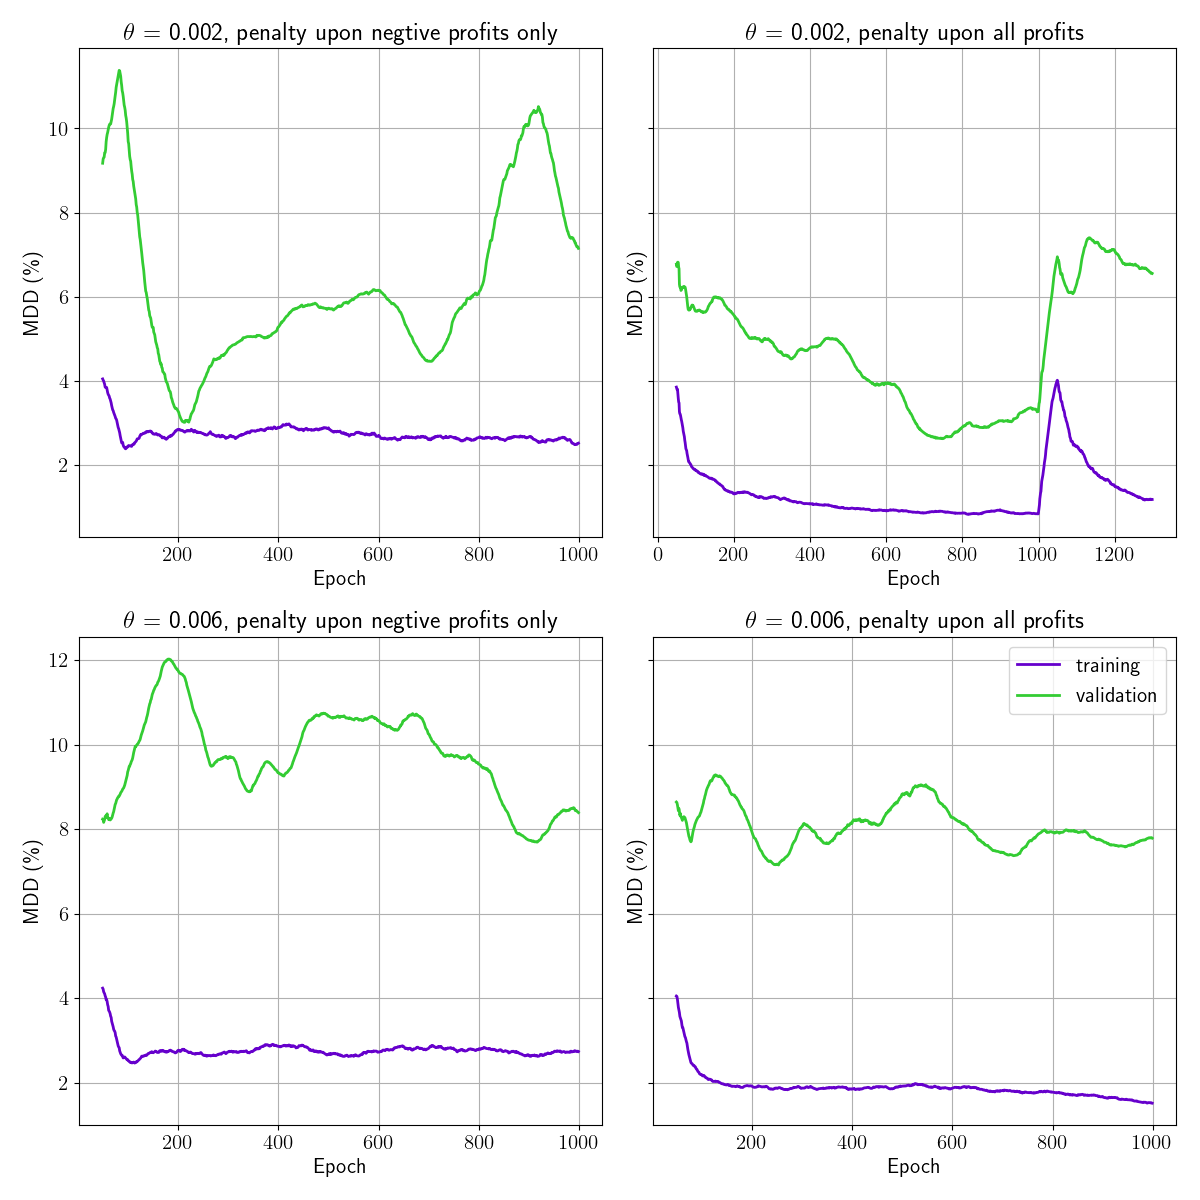 θ = 0.002, penalty upon negtive profits only
MDD (%)
10
8
6
4
2
200 400 600 800 1000
Epoch
θ = 0.002, penalty upon all profits
MDD (%)
0 200 400 600 800 1000 1200
Epoch
θ = 0.006, penalty upon negtive profits only
MDD (%)
12
10
8
6
4
2
200 400 600 800 1000
Epoch
θ = 0.006, penalty upon all profits
training
validation
MDD (%)
200 400 600 800 1000
Epoch